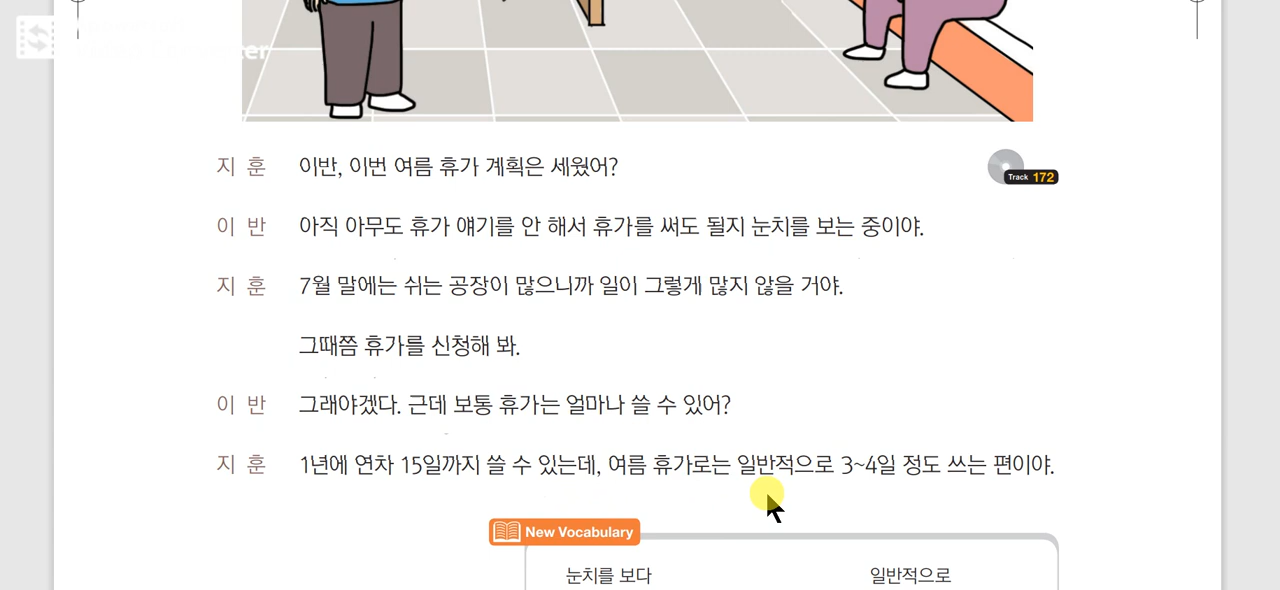 지 훈 이반, 이번 여름 휴가 계획은 세웠어?
Track 172
이 반 아직 아무도 휴가 얘기를 안 해서 휴가를 써도 될지 눈치를 보는 중이야.
지 훈 7월 말에는 쉬는 공장이 많으니까 일이 그렇게 많지 않을 거야.
그때쯤 휴가를 신청해 봐.
이 반 그래야겠다. 근데 보통 휴가는 얼마나 쓸 수 있어?
지 훈 1년에 연차 15일까지 쓸 수 있는데, 여름 휴가로는 일반적으로 3~4일 정도 쓰는 편이야.
New Vocabulary
눈치를 보다 일반적으로